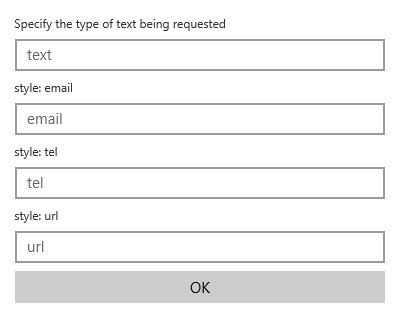 Specify the type of text being requested
text
style: email
email
style: tel
tel
style: url
url
OK